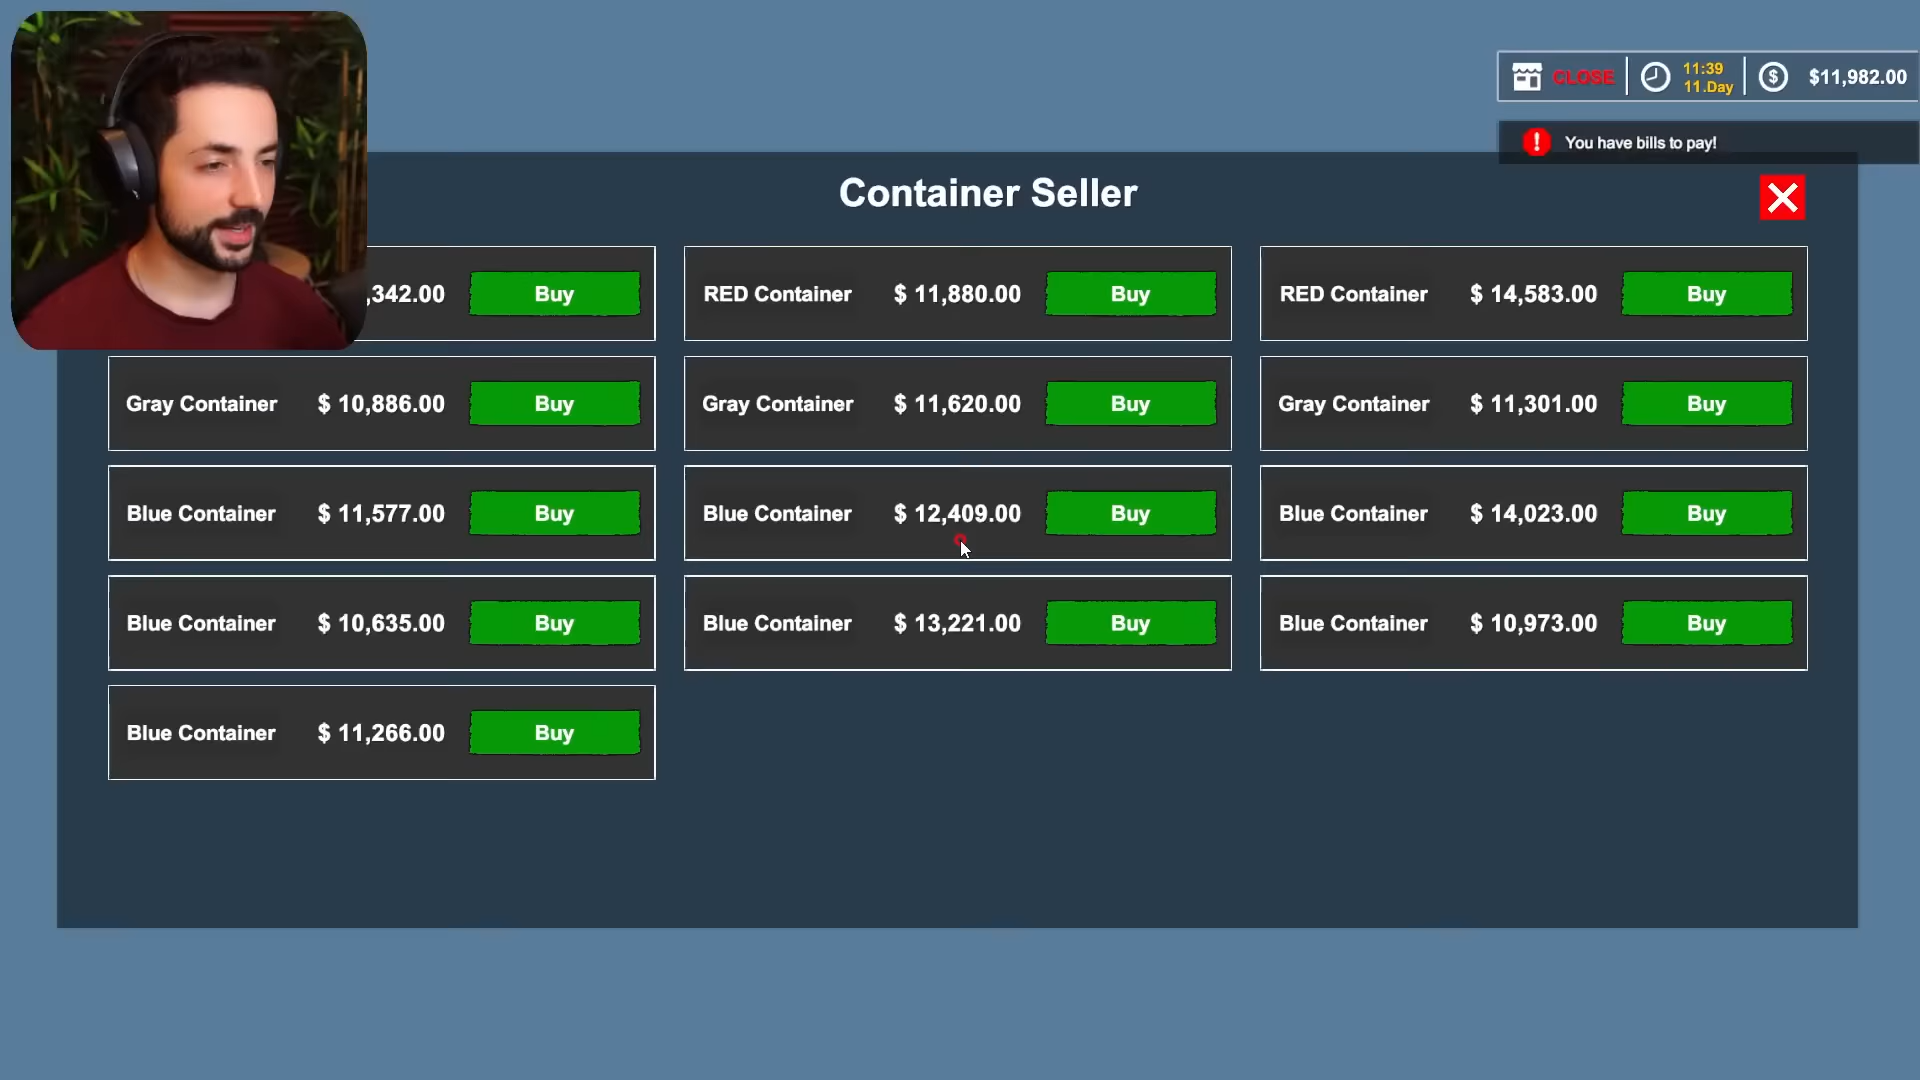 CLOSE
11:39
11.Day
$11,982.00
You have bills to pay!
Container Seller
,342.00 Buy
RED Container $ 11,880.00 Buy
RED Container $ 14,583.00 Buy
Gray Container $ 10,886.00 Buy
Gray Container $ 11,620.00 Buy
Gray Container $ 11,301.00 Buy
Blue Container $ 11,577.00 Buy
Blue Container $ 12,409.00 Buy
Blue Container $ 14,023.00 Buy
Blue Container $ 10,635.00 Buy
Blue Container $ 13,221.00 Buy
Blue Container $ 10,973.00 Buy
Blue Container $ 11,266.00 Buy